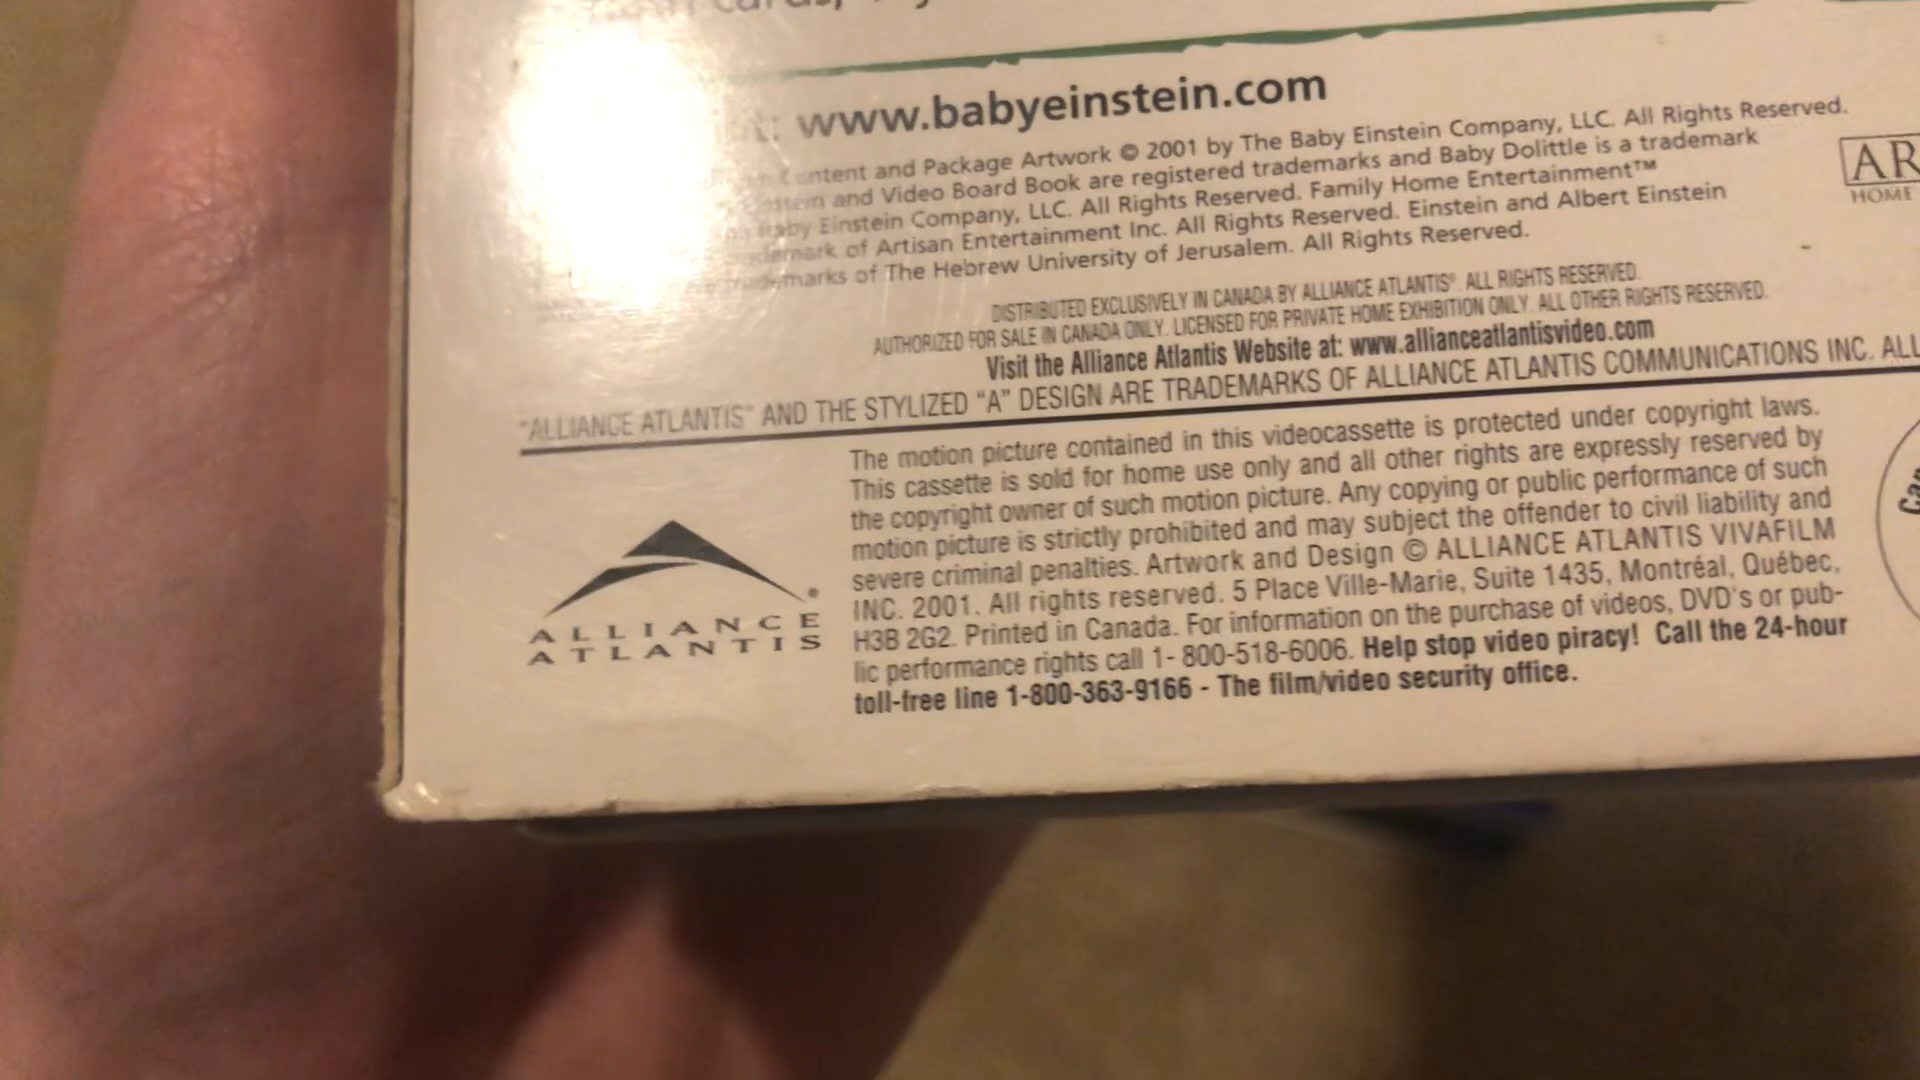 www.babyeinstein.com
Content and Package Artwork © 2001 by The Baby Einstein Company, LLC. All Rights Reserved.
and Video Board Book are registered trademarks and Baby Dolittle is a trademark
Baby Einstein Company, LLC. All Rights Reserved. Family Home Entertainment™
of Artisan Entertainment Inc. All Rights Reserved. Einstein and Albert Einstein
of The Hebrew University of Jerusalem. All Rights Reserved.
AR
HOME
DISTRIBUTED EXCLUSIVELY IN CANADA BY ALLIANCE ATLANTIS® ALL RIGHTS RESERVED.
AUTHORIZED FOR SALE IN CANADA ONLY. LICENSED FOR PRIVATE HOME EXHIBITION ONLY. ALL OTHER RIGHTS RESERVED.
Visit the Alliance Atlantis Website at: www.allianceatlantisvideo.com
"ALLIANCE ATLANTIS" AND THE STYLIZED "A" DESIGN ARE TRADEMARKS OF ALLIANCE ATLANTIS COMMUNICATIONS INC. ALL
The motion picture contained in this videocassette is protected under copyright laws.
This cassette is sold for home use only and all other rights are expressly reserved by
the copyright owner of such motion picture. Any copying or public performance of such
motion picture is strictly prohibited and may subject the offender to civil liability and
severe criminal penalties. Artwork and Design © ALLIANCE ATLANTIS VIVAFILM
INC. 2001. All rights reserved. 5 Place Ville-Marie, Suite 1435, Montréal, Québec,
H3B 2G2. Printed in Canada. For information on the purchase of videos, DVD's or pub-
lic performance rights call 1- 800-518-6006. Help stop video piracy! Call the 24-hour
toll-free line 1-800-363-9166 - The film/video security office.
ALLIANCE
ATLANTIS